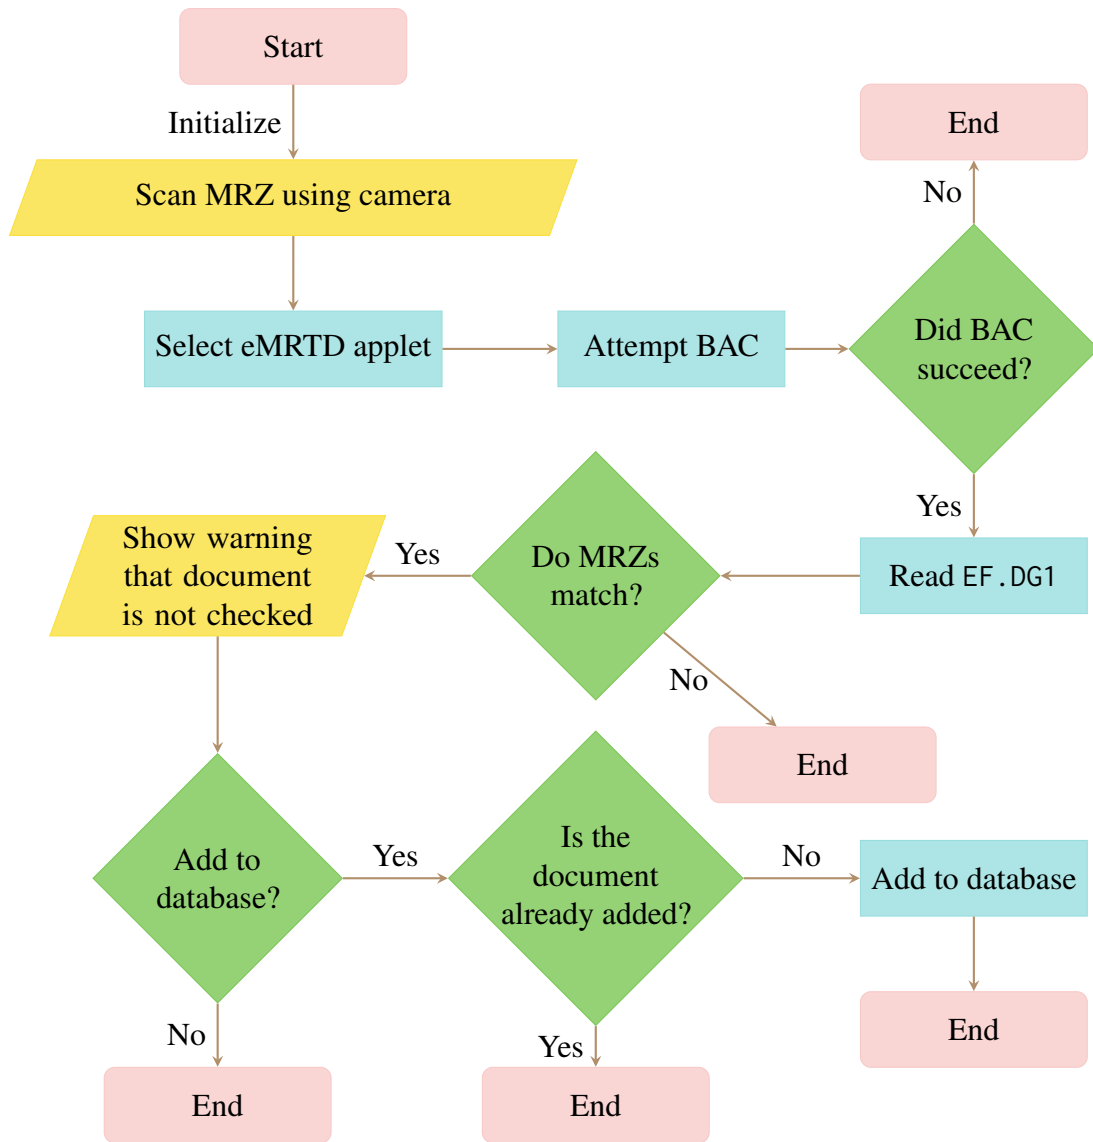 Start
Initialize
Scan MRZ using camera
Select eMRTD applet
Attempt BAC
Did BAC
succeed?
No
End
Yes
Read EF.DG1
Do MRZs
match?
No
End
Yes
Show warning
that document
is not checked
Add to
database?
No
End
Yes
Is the
document
already added?
Yes
End
No
Add to database
End